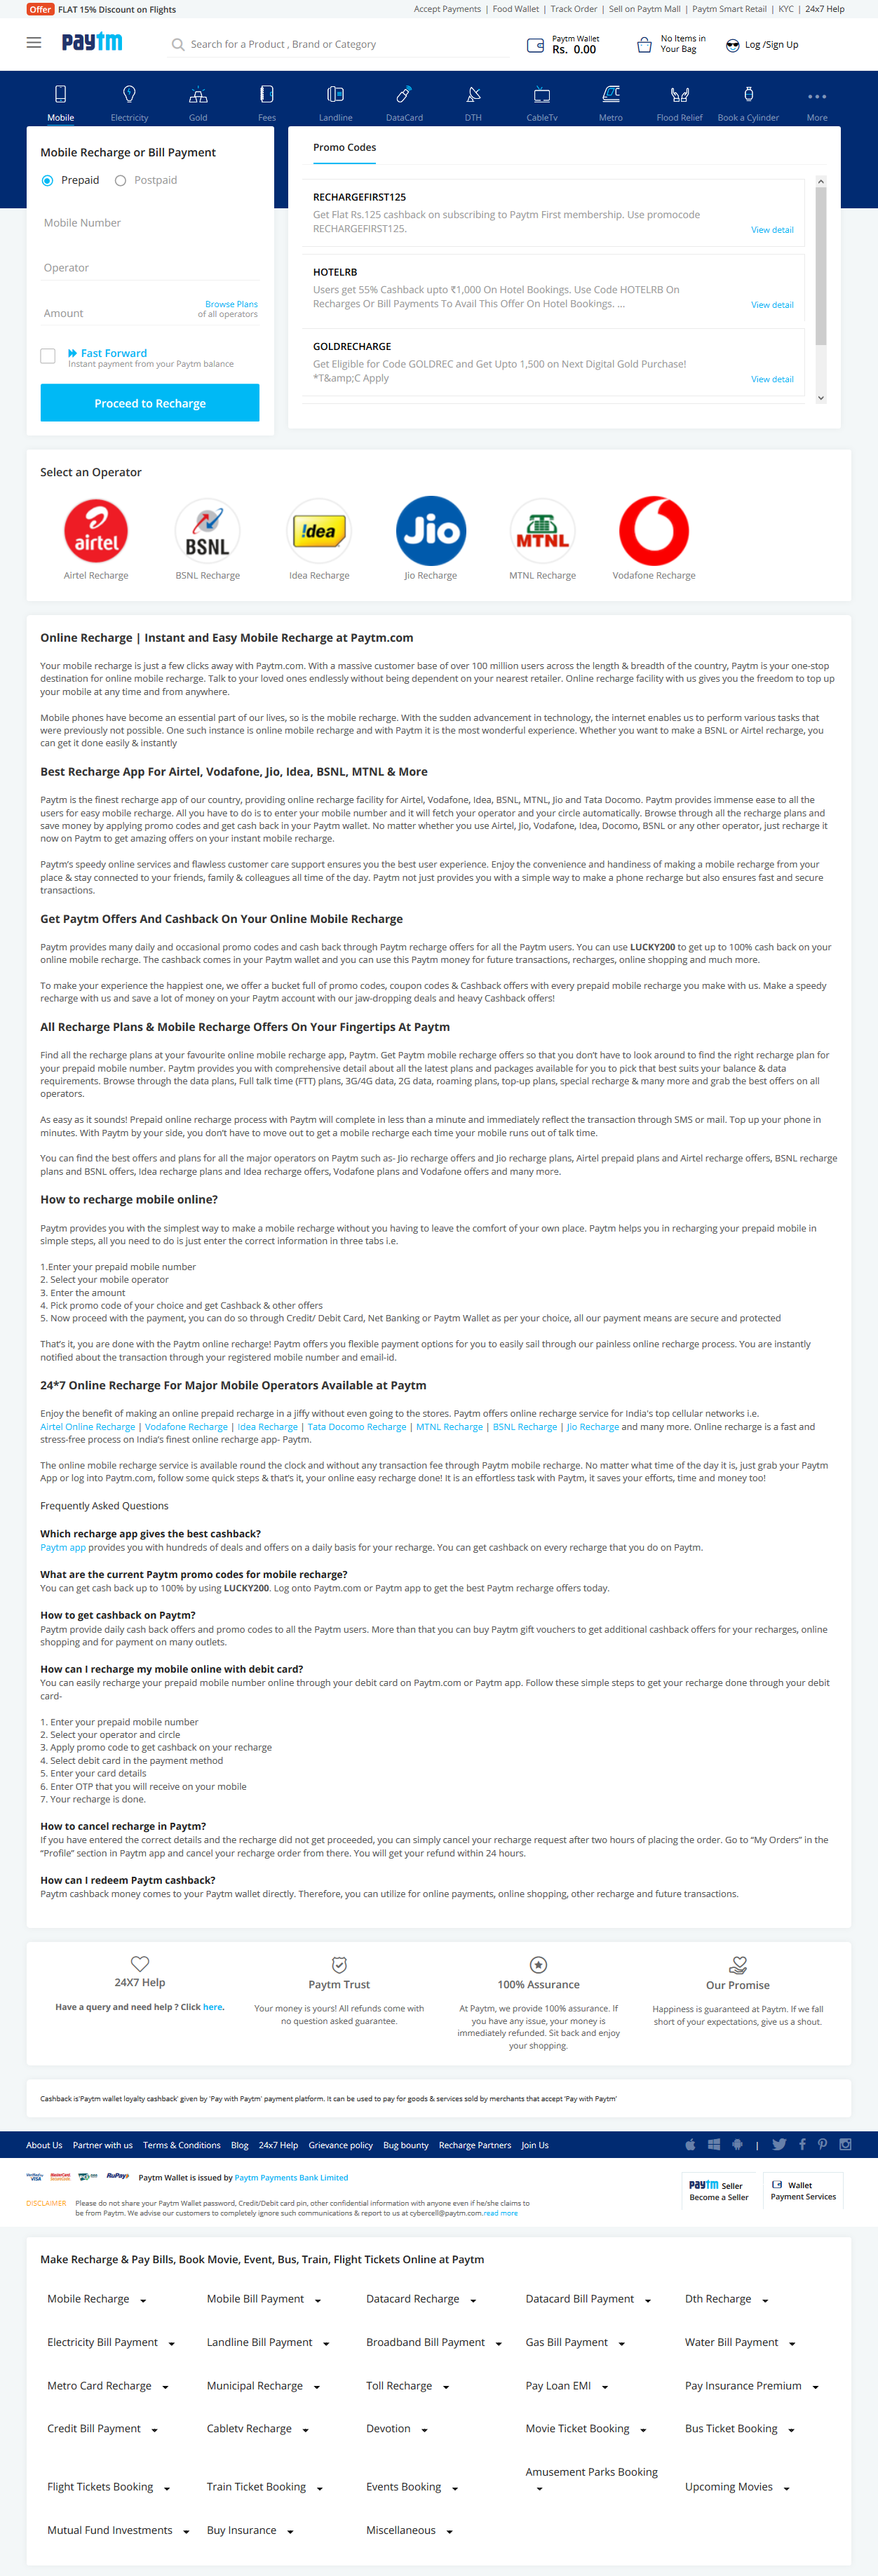 Offer FLAT 15% Discount on Flights
Accept Payments | Food Wallet | Track Order | Sell on Paytm Mall | Paytm Smart Retail | KYC | 24x7 Help
paytm
Search for a Product , Brand or Category
Paytm Wallet
Rs. 0.00
No Items in
Your Bag
Log /Sign Up
Mobile Electricity Gold Fees Landline DataCard DTH CableTv Metro Flood Relief Book a Cylinder More
Mobile Recharge or Bill Payment
Prepaid Postpaid
Mobile Number
Operator
Amount
Browse Plans
of all operators
Fast Forward
Instant payment from your Paytm balance
Proceed to Recharge
Promo Codes
RECHARGEFIRST125
Get Flat Rs.125 cashback on subscribing to Paytm First membership. Use promocode
RECHARGEFIRST125.
View detail
HOTELRB
Users get 55% Cashback upto ₹1,000 On Hotel Bookings. Use Code HOTELRB On
Recharges Or Bill Payments To Avail This Offer On Hotel Bookings. ...
View detail
GOLDRECHARGE
Get Eligible for Code GOLDREC and Get Upto 1,500 on Next Digital Gold Purchase!
*T&amp;C Apply
View detail
Select an Operator
airtel
BSNL
!dea
Jio
MTNL
Airtel Recharge BSNL Recharge Idea Recharge Jio Recharge MTNL Recharge Vodafone Recharge
Online Recharge | Instant and Easy Mobile Recharge at Paytm.com
Your mobile recharge is just a few clicks away with Paytm.com. With a massive customer base of over 100 million users across the length & breadth of the country, Paytm is your one-stop
destination for online mobile recharge. Talk to your loved ones endlessly without being dependent on your nearest retailer. Online recharge facility with us gives you the freedom to top up
your mobile at any time and from anywhere.
Mobile phones have become an essential part of our lives, so is the mobile recharge. With the sudden advancement in technology, the internet enables us to perform various tasks that
were previously not possible. One such instance is online mobile recharge and with Paytm it is the most wonderful experience. Whether you want to make a BSNL or Airtel recharge, you
can get it done easily & instantly
Best Recharge App For Airtel, Vodafone, Jio, Idea, BSNL, MTNL & More
Paytm is the finest recharge app of our country, providing online recharge facility for Airtel, Vodafone, Idea, BSNL, MTNL, Jio and Tata Docomo. Paytm provides immense ease to all the
users for easy mobile recharge. All you have to do is to enter your mobile number and it will fetch your operator and your circle automatically. Browse through all the recharge plans and
save money by applying promo codes and get cash back in your Paytm wallet. No matter whether you use Airtel, Jio, Vodafone, Idea, Docomo, BSNL or any other operator, just recharge it
now on Paytm to get amazing offers on your instant mobile recharge.
Paytm's speedy online services and flawless customer care support ensures you the best user experience. Enjoy the convenience and handiness of making a mobile recharge from your
place & stay connected to your friends, family & colleagues all time of the day. Paytm not just provides you with a simple way to make a phone recharge but also ensures fast and secure
transactions.
Get Paytm Offers And Cashback On Your Online Mobile Recharge
Paytm provides many daily and occasional promo codes and cash back through Paytm recharge offers for all the Paytm users. You can use LUCKY200 to get up to 100% cash back on your
online mobile recharge. The cashback comes in your Paytm wallet and you can use this Paytm money for future transactions, recharges, online shopping and much more.
To make your experience the happiest one, we offer a bucket full of promo codes, coupon codes & Cashback offers with every prepaid mobile recharge you make with us. Make a speedy
recharge with us and save a lot of money on your Paytm account with our jaw-dropping deals and heavy Cashback offers!
All Recharge Plans & Mobile Recharge Offers On Your Fingertips At Paytm
Find all the recharge plans at your favourite online mobile recharge app, Paytm. Get Paytm mobile recharge offers so that you don't have to look around to find the right recharge plan for
your prepaid mobile number. Paytm provides you with comprehensive detail about all the latest plans and packages available for you to pick that best suits your balance & data
requirements. Browse through the data plans, Full talk time (FTT) plans, 3G/4G data, 2G data, roaming plans, top-up plans, special recharge & many more and grab the best offers on all
operators.
As easy as it sounds! Prepaid online recharge process with Paytm will complete in less than a minute and immediately reflect the transaction through SMS or mail. Top up your phone in
minutes. With Paytm by your side, you don't have to move out to get a mobile recharge each time your mobile runs out of talk time.
You can find the best offers and plans for all the major operators on Paytm such as- Jio recharge offers and Jio recharge plans, Airtel prepaid plans and Airtel recharge offers, BSNL recharge
plans and BSNL offers, Idea recharge plans and Idea recharge offers, Vodafone plans and Vodafone offers and many more.
How to recharge mobile online?
Paytm provides you with the simplest way to make a mobile recharge without you having to leave the comfort of your own place. Paytm helps you in recharging your prepaid mobile in
simple steps, all you need to do is just enter the correct information in three tabs i.e.
1.Enter your prepaid mobile number
2. Select your mobile operator
3. Enter the amount
4. Pick promo code of your choice and get Cashback & other offers
5. Now proceed with the payment, you can do so through Credit/ Debit Card, Net Banking or Paytm Wallet as per your choice, all our payment means are secure and protected
That's it, you are done with the Paytm online recharge! Paytm offers you flexible payment options for you to easily sail through our painless online recharge process. You are instantly
notified about the transaction through your registered mobile number and email-id.
24*7 Online Recharge For Major Mobile Operators Available at Paytm
Enjoy the benefit of making an online prepaid recharge in a jiffy without even going to the stores. Paytm offers online recharge service for India's top cellular networks i.e.
Airtel Online Recharge | Vodafone Recharge | Idea Recharge | Tata Docomo Recharge | MTNL Recharge | BSNL Recharge | Jio Recharge and many more. Online recharge is a fast and
stress-free process on India's finest online recharge app- Paytm.
The online mobile recharge service is available round the clock and without any transaction fee through Paytm mobile recharge. No matter what time of the day it is, just grab your Paytm
App or log into Paytm.com, follow some quick steps & that's it, your online easy recharge done! It is an effortless task with Paytm, it saves your efforts, time and money too!
Frequently Asked Questions
Which recharge app gives the best cashback?
Paytm app provides you with hundreds of deals and offers on a daily basis for your recharge. You can get cashback on every recharge that you do on Paytm.
What are the current Paytm promo codes for mobile recharge?
You can get cash back up to 100% by using LUCKY200. Log onto Paytm.com or Paytm app to get the best Paytm recharge offers today.
How to get cashback on Paytm?
Paytm provide daily cash back offers and promo codes to all the Paytm users. More than that you can buy Paytm gift vouchers to get additional cashback offers for your recharges, online
shopping and for payment on many outlets.
How can I recharge my mobile online with debit card?
You can easily recharge your prepaid mobile number online through your debit card on Paytm.com or Paytm app. Follow these simple steps to get your recharge done through your debit
card-
1. Enter your prepaid mobile number
2. Select your operator and circle
3. Apply promo code to get cashback on your recharge
4. Select debit card in the payment method
5. Enter your card details
6. Enter OTP that you will receive on your mobile
7. Your recharge is done.
How to cancel recharge in Paytm?
If you have entered the correct details and the recharge did not get proceeded, you can simply cancel your recharge request after two hours of placing the order. Go to "My Orders" in the
"Profile" section in Paytm app and cancel your recharge order from there. You will get your refund within 24 hours.
How can I redeem Paytm cashback?
Paytm cashback money comes to your Paytm wallet directly. Therefore, you can utilize for online payments, online shopping, other recharge and future transactions.
24X7 Help
Have a query and need help ? Click here.
Paytm Trust
Your money is yours! All refunds come with
no question asked guarantee.
100% Assurance
At Paytm, we provide 100% assurance. If
you have any issue, your money is
immediately refunded. Sit back and enjoy
your shopping.
Our Promise
Happiness is guaranteed at Paytm. If we fall
short of your expectations, give us a shout.
Cashback is'Paytm wallet loyalty cashback' given by 'Pay with Paytm' payment platform. It can be used to pay for goods & services sold by merchants that accept 'Pay with Paytm'
About Us Partner with us Terms & Conditions Blog 24x7 Help Grievance policy Bug bounty Recharge Partners Join Us
Verified by VISA MasterCard RuPay Paytm Wallet is issued by Paytm Payments Bank Limited
DISCLAIMER Please do not share your Paytm Wallet password, Credit/Debit card pin, other confidential information with anyone even if he/she claims to
be from Paytm. We advise our customers to completely ignore such communications & report to us at cybercell@paytm.com.read more
paytm Seller
Become a Seller
Wallet
Payment Services
Make Recharge & Pay Bills, Book Movie, Event, Bus, Train, Flight Tickets Online at Paytm
Mobile Recharge Mobile Bill Payment Datacard Recharge Datacard Bill Payment Dth Recharge
Electricity Bill Payment Landline Bill Payment Broadband Bill Payment Gas Bill Payment Water Bill Payment
Metro Card Recharge Municipal Recharge Toll Recharge Pay Loan EMI Pay Insurance Premium
Credit Bill Payment Cabletv Recharge Devotion Movie Ticket Booking Bus Ticket Booking
Flight Tickets Booking Train Ticket Booking Events Booking Amusement Parks Booking Upcoming Movies
Mutual Fund Investments Buy Insurance Miscellaneous